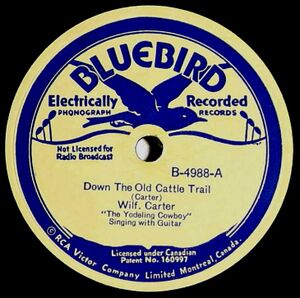 BLUEBIRD
Electrically Recorded
PHONOGRAPH RECORDS
Not Licensed for
Radio Broadcast
B-4988-A
Down The Old Cattle Trail
(Carter)
Wilf. Carter
"The Yodeling Cowboy"
Singing with Guitar
Licensed under Canadian
Patent No. 160997
© RCA Victor Company Limited Montreal, Canada.